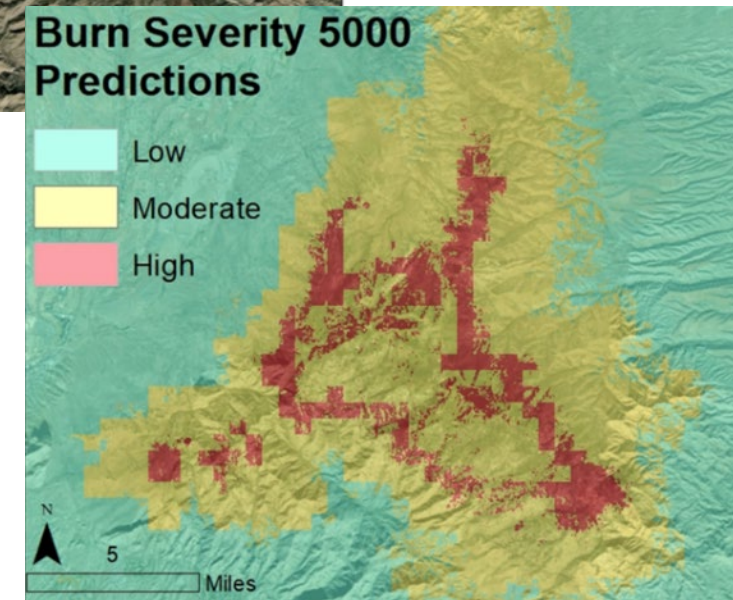 Burn Severity 5000
Predictions
Low
Moderate
High
N
5
Miles